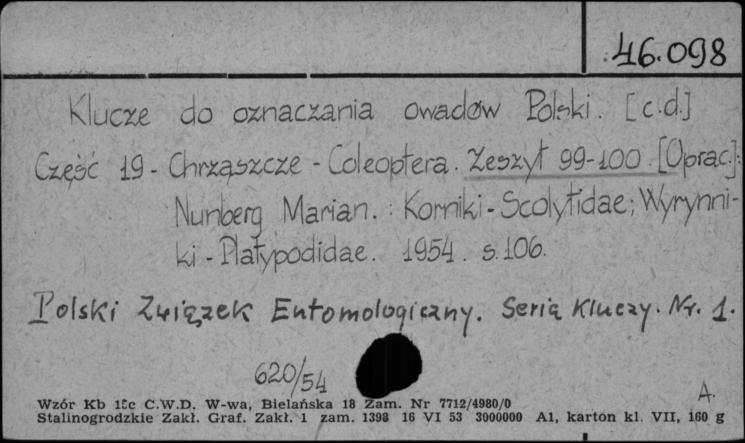 46.098
Klucze do oznaczania owadów Polski. [c.d.]
Część 19 - Chrząszcze - Coleoptera. Zeszyt 99-100. [Oprac.]:
Nunberg Marian. : Korniki - Scolytidae; Wyrynni-
ki - Platypodidae. 1954. s. 106.
Polski Związek Entomologiczny. Seria Kluczy. Nr. 1.
620/54
A.
Wzór Kb 15c C.W.D. W-wa, Bielańska 18 Zam. Nr 7712/4980/0
Stalinogrodzkie Zakł. Graf. Zakł. 1 zam. 1398 16 VI 53 3000000 A1, karton kl. VII, 160 g